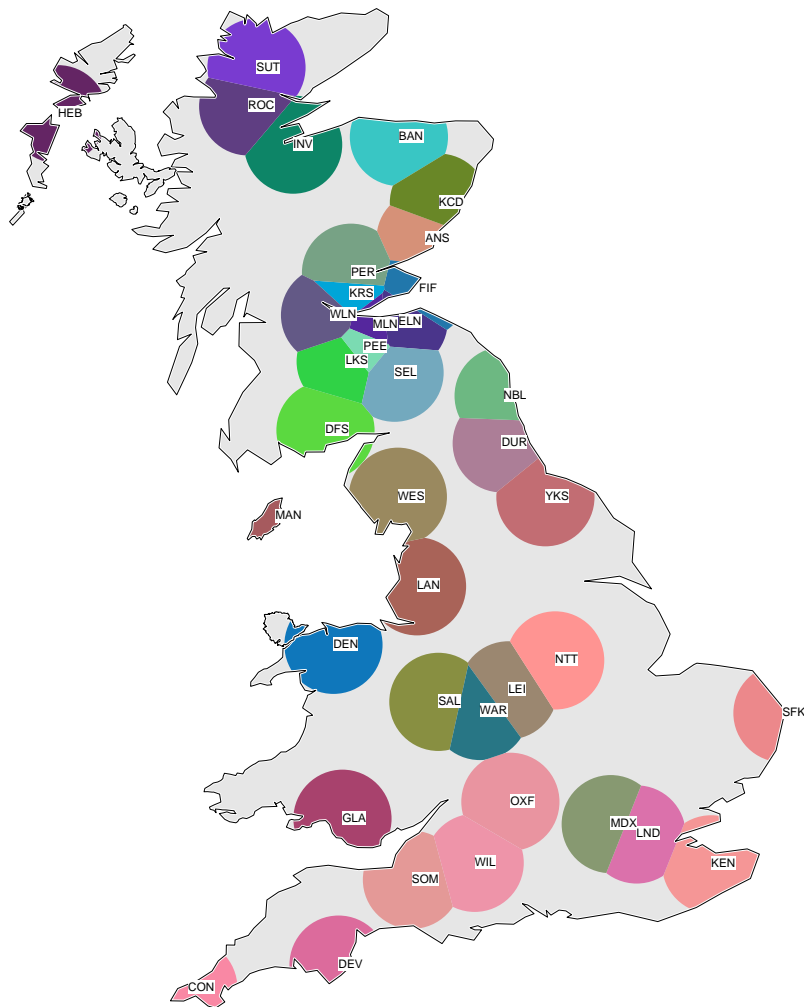 SUT
ROC
HEB
BAN
INV
KCD
ANS
PER
FIF
KRS
WLN
ELN
MLN
PEE
LKS
SEL
NBL
DFS
DUR
WES
YKS
MAN
LAN
DEN
NTT
LEI
SAL
WAR
SFK
OXF
GLA
MDX
LND
WIL
KEN
SOM
DEV
CON